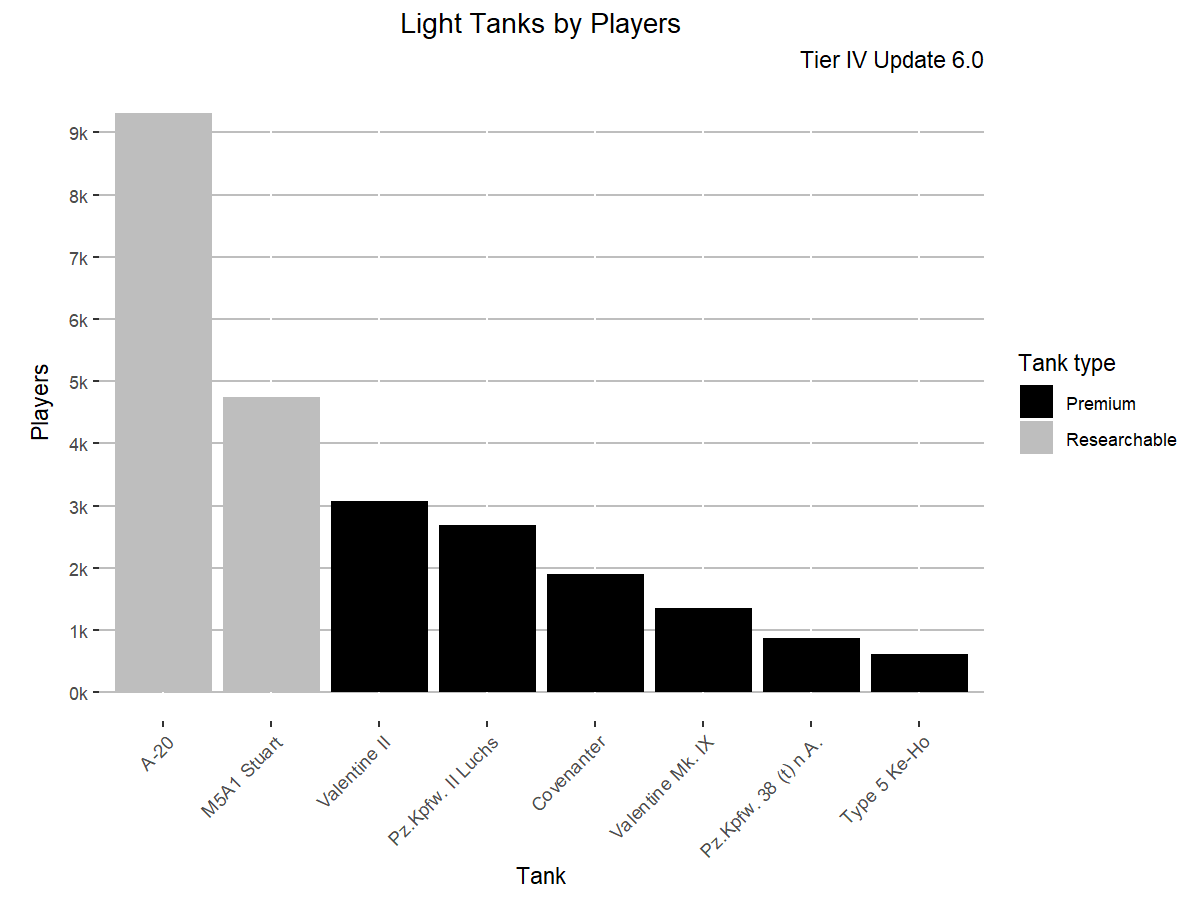 Light Tanks by Players
Tier IV Update 6.0
Players
9k
8k
7k
6k
5k
4k
3k
2k
1k
0k
A-20
M5A1 Stuart
Valentine II
Pz.Kpfw. II Luchs
Covenanter
Valentine Mk. IX
Pz.Kpfw. 38 (t) n.A.
Type 5 Ke-Ho
Tank
Tank type
Premium
Researchable